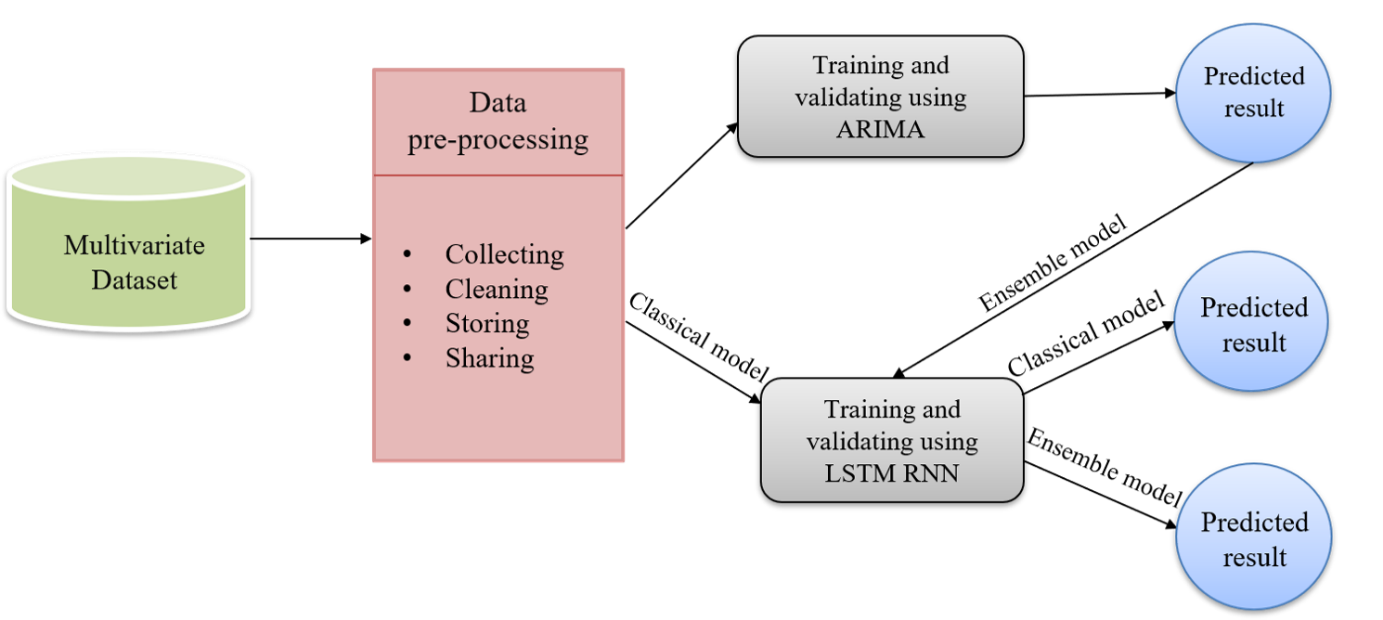 Multivariate
Dataset
Data
pre-processing
• Collecting
• Cleaning
• Storing
• Sharing
Training and
validating using
ARIMA
Predicted
result
Ensemble model
Classical model
Training and
validating using
LSTM RNN
Classical model
Predicted
result
Ensemble model
Predicted
result